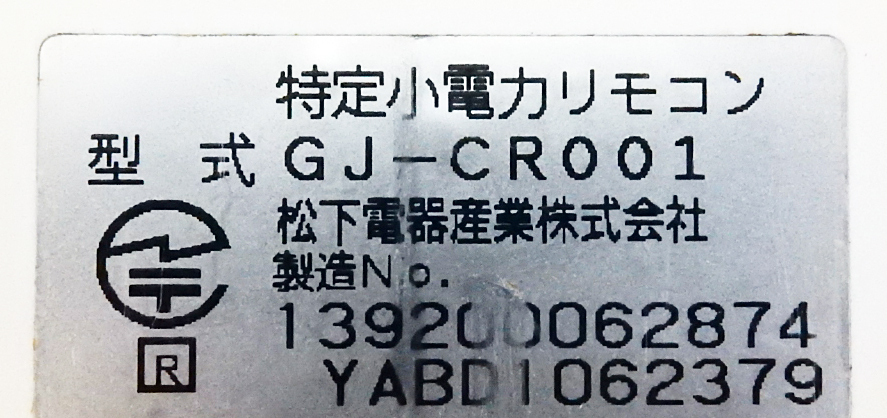 特定小電力リモコン
型 式 GJ-CR001
松下電器産業株式会社
製造No.
139200062874
R YABD1062379